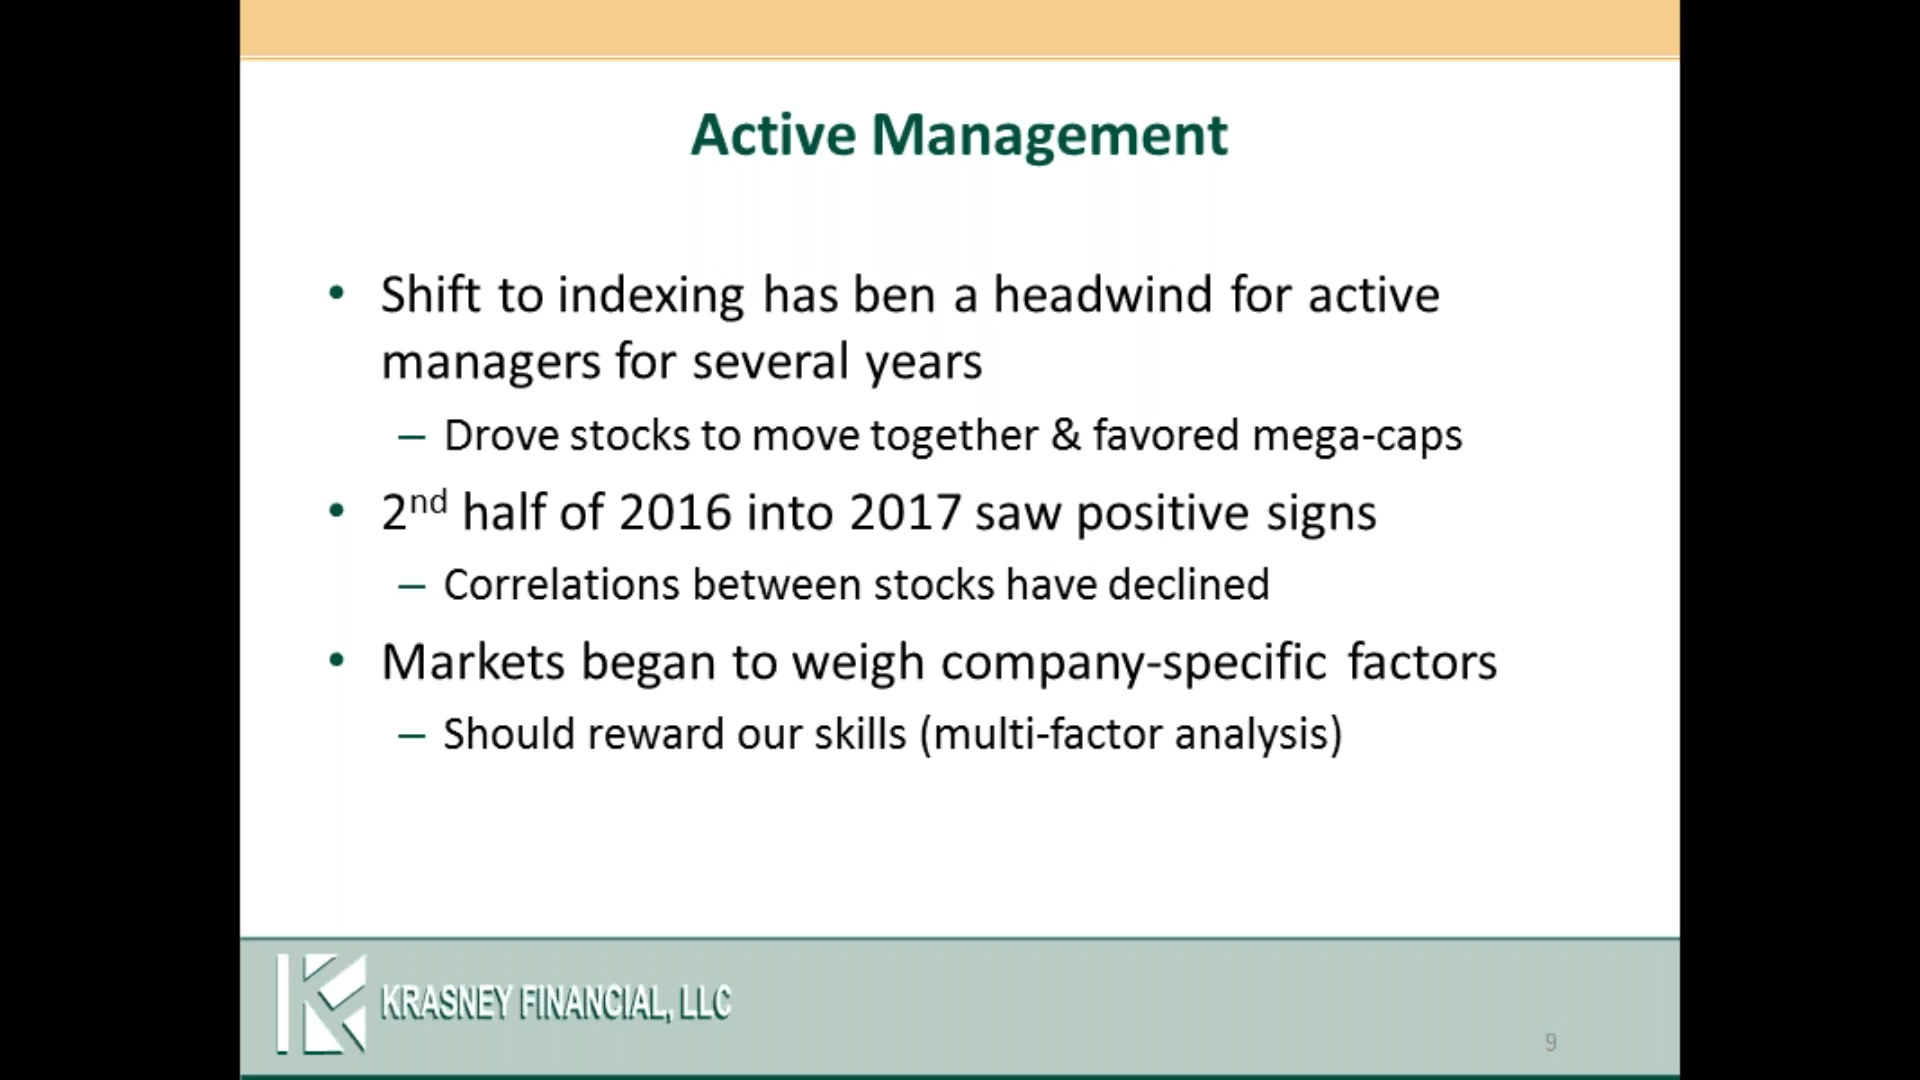 Active Management
• Shift to indexing has ben a headwind for active
managers for several years
– Drove stocks to move together & favored mega-caps
• 2nd half of 2016 into 2017 saw positive signs
– Correlations between stocks have declined
• Markets began to weigh company-specific factors
– Should reward our skills (multi-factor analysis)
KRASNEY FINANCIAL, LLC
9